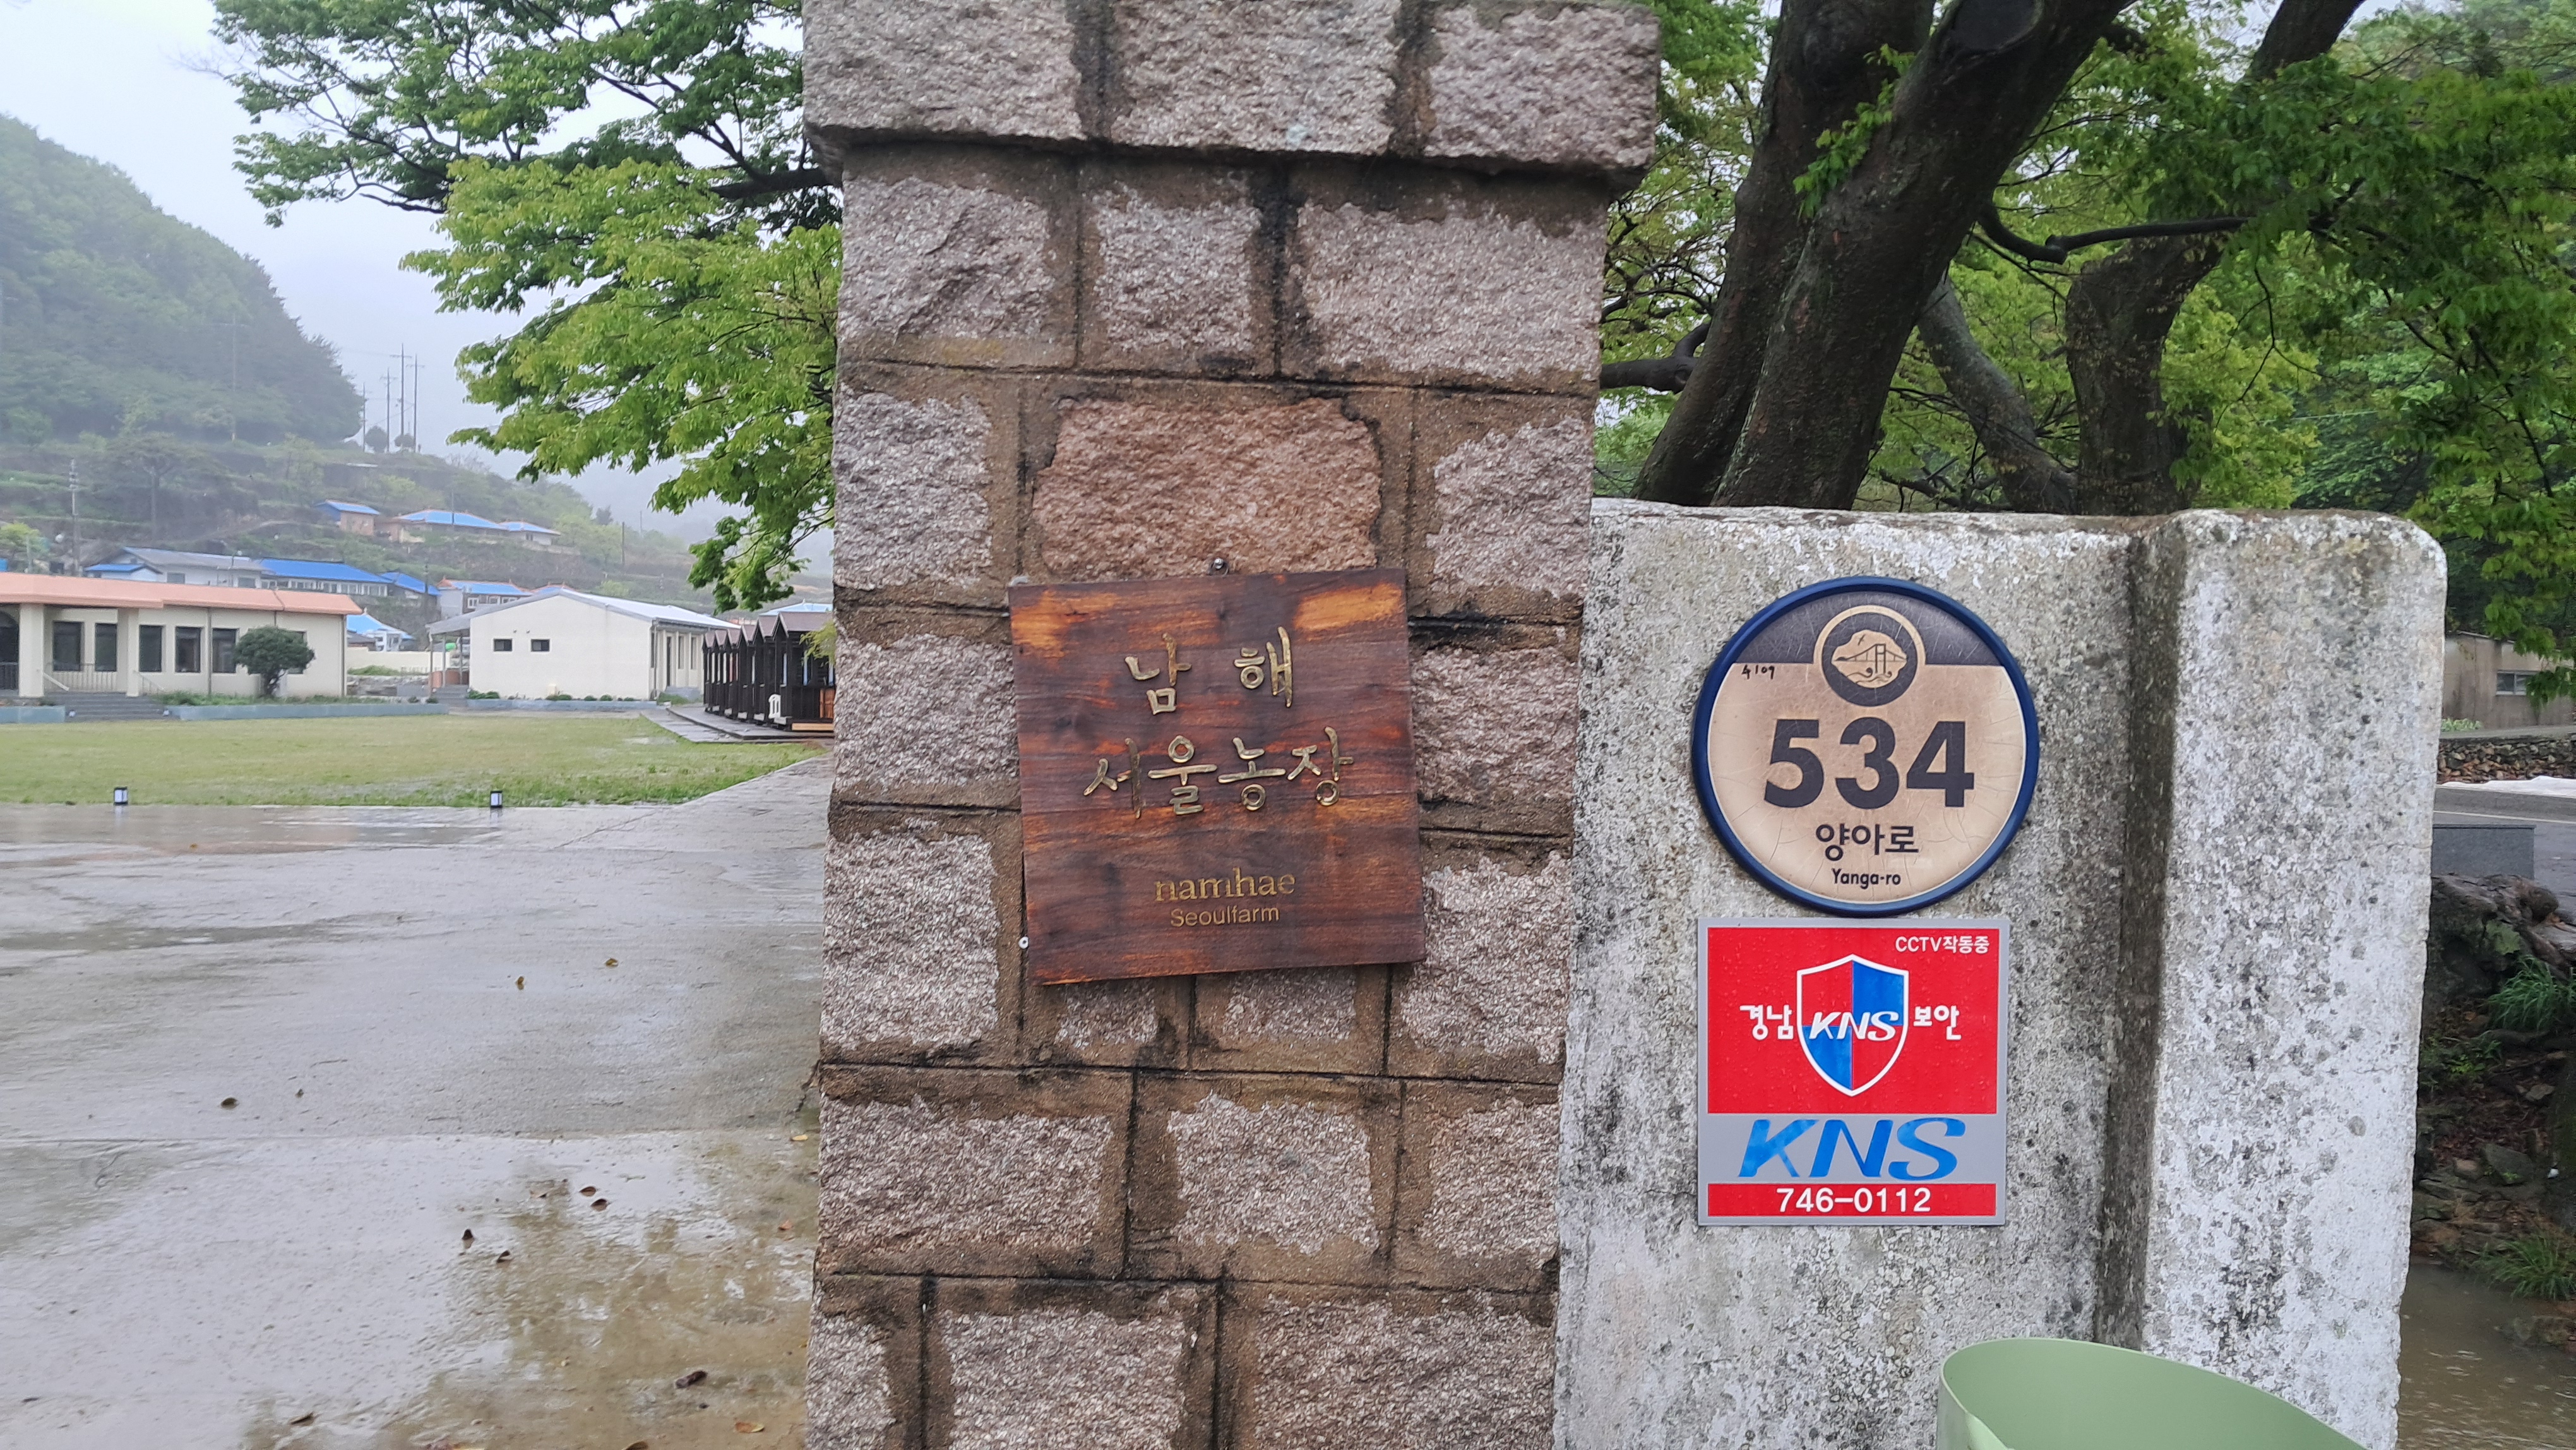 남 해
서울농장
namhae
Seoulfarm
534
양아로
Yanga-ro
CCTV작동중
경남 KNS 보안
KNS
746-0112